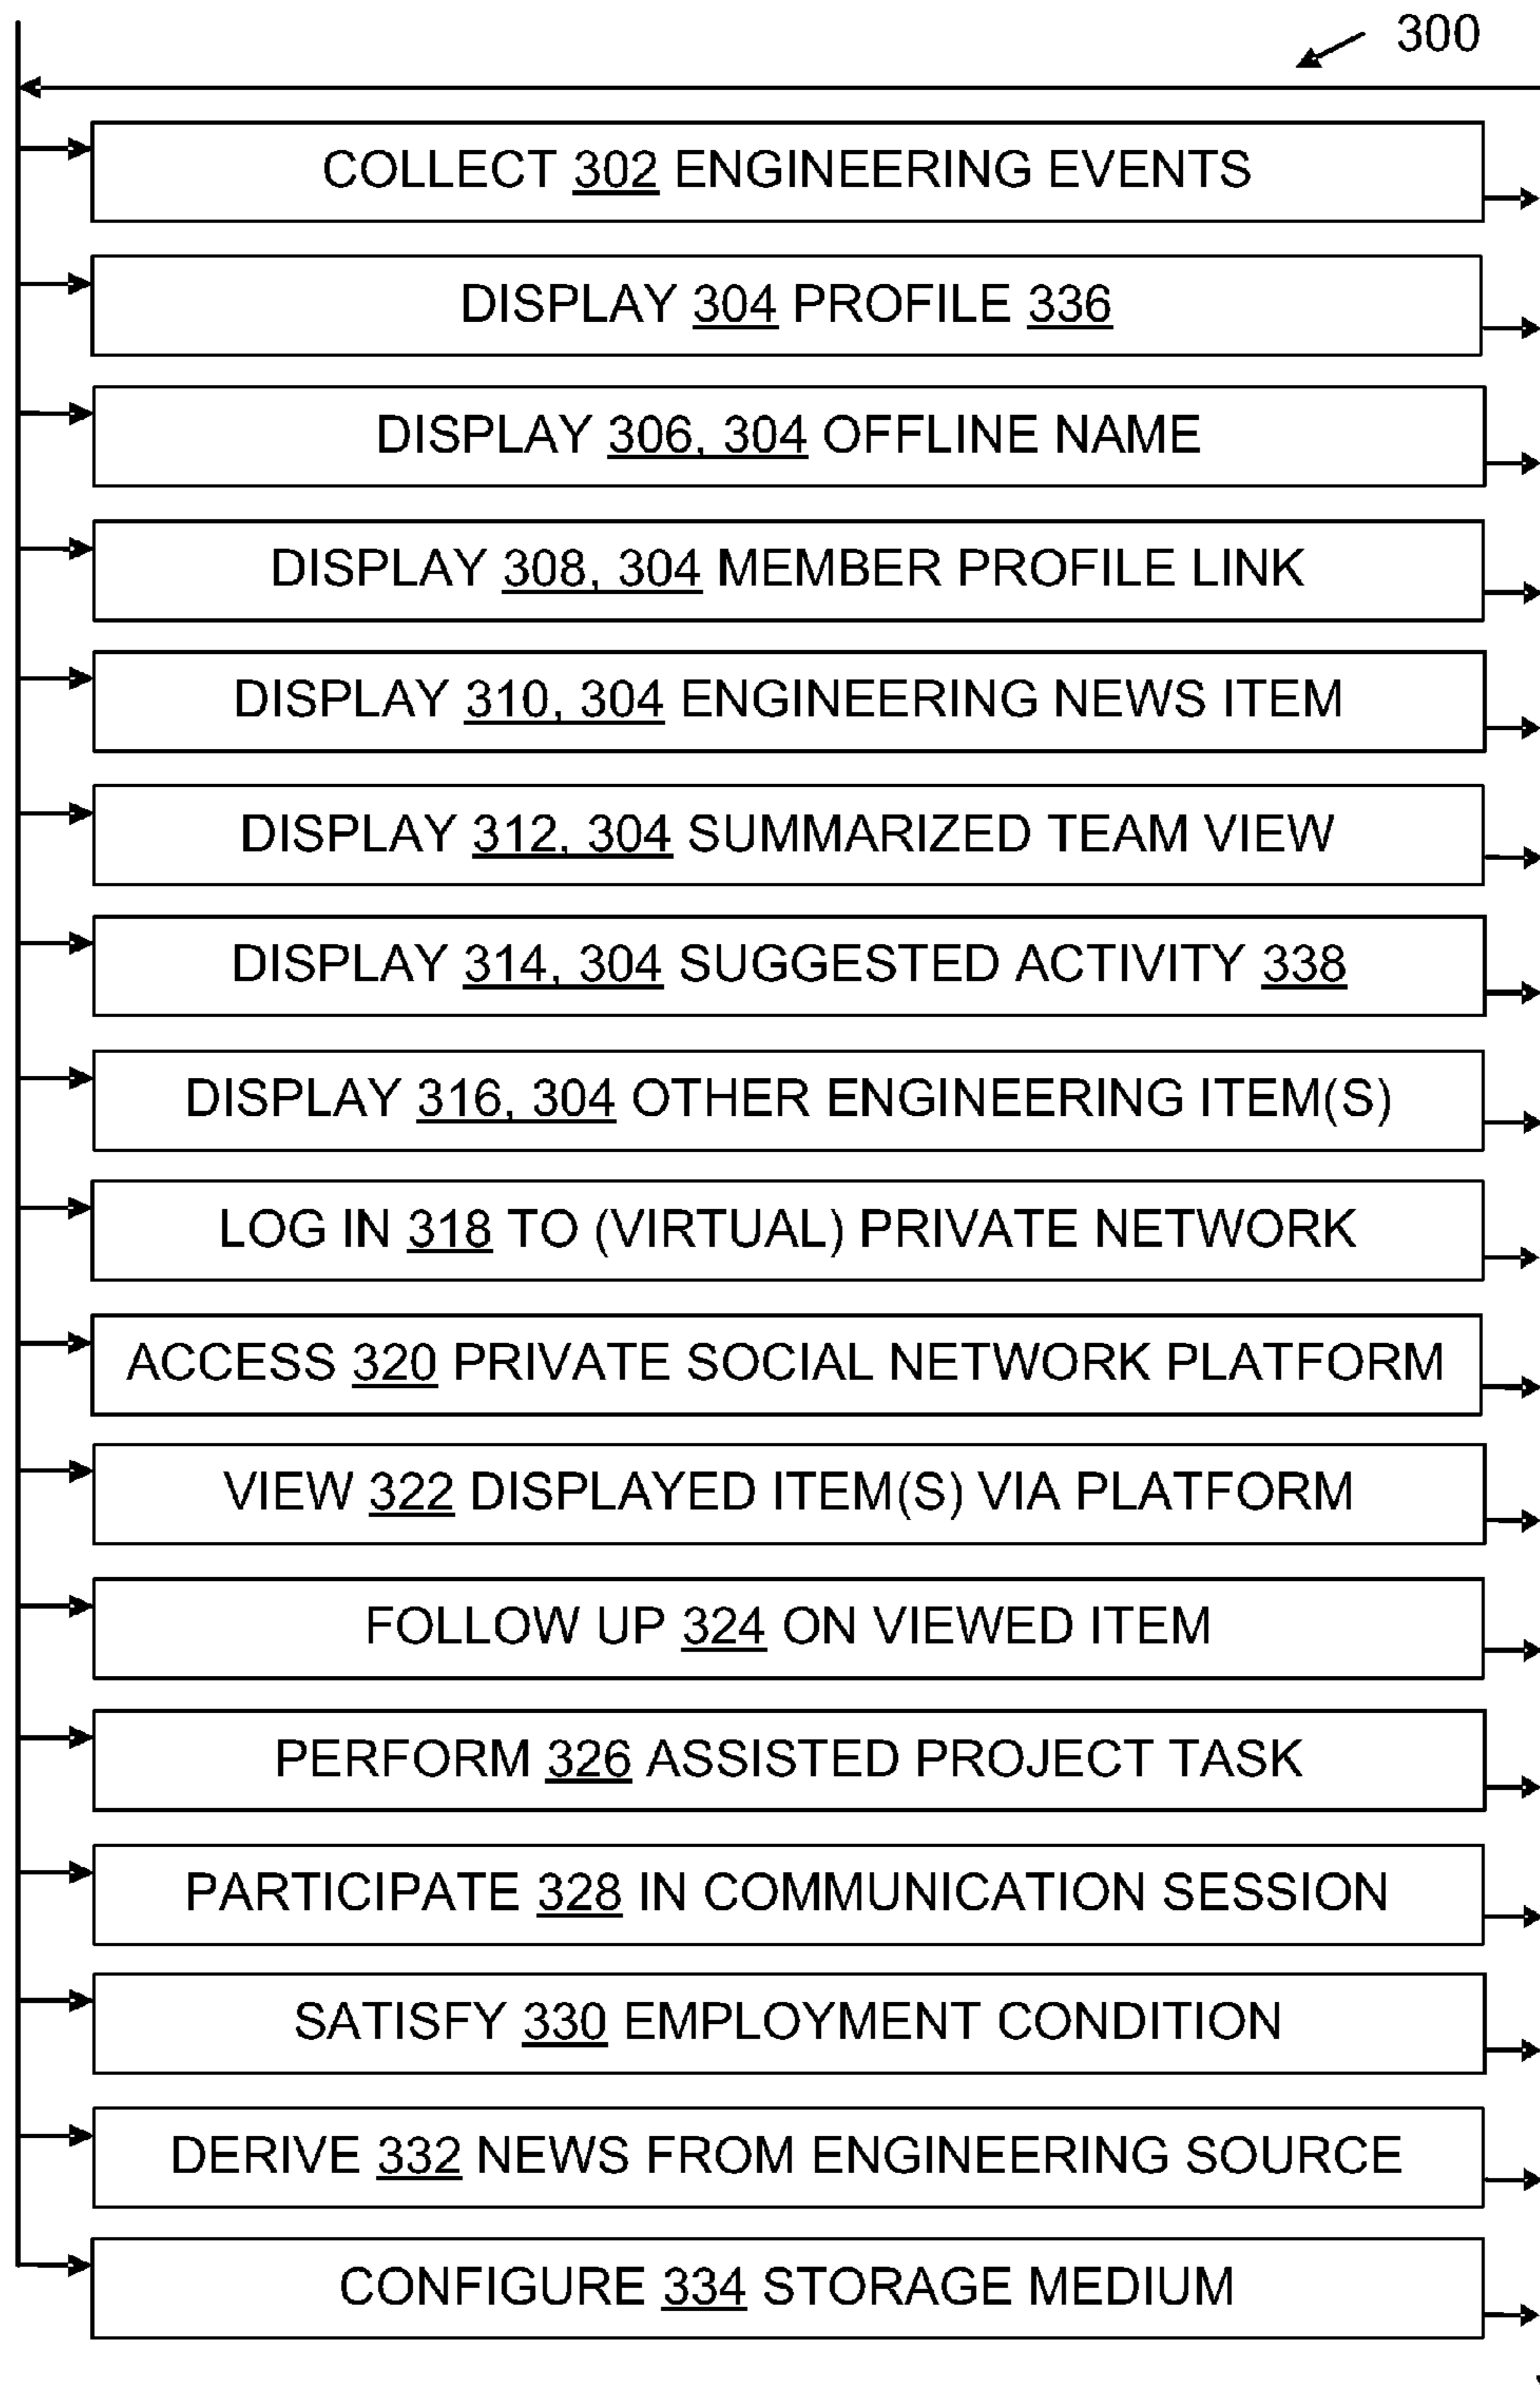 300
COLLECT 302 ENGINEERING EVENTS
DISPLAY 304 PROFILE 336
DISPLAY 306, 304 OFFLINE NAME
DISPLAY 308, 304 MEMBER PROFILE LINK
DISPLAY 310, 304 ENGINEERING NEWS ITEM
DISPLAY 312, 304 SUMMARIZED TEAM VIEW
DISPLAY 314, 304 SUGGESTED ACTIVITY 338
DISPLAY 316, 304 OTHER ENGINEERING ITEM(S)
LOG IN 318 TO (VIRTUAL) PRIVATE NETWORK
ACCESS 320 PRIVATE SOCIAL NETWORK PLATFORM
VIEW 322 DISPLAYED ITEM(S) VIA PLATFORM
FOLLOW UP 324 ON VIEWED ITEM
PERFORM 326 ASSISTED PROJECT TASK
PARTICIPATE 328 IN COMMUNICATION SESSION
SATISFY 330 EMPLOYMENT CONDITION
DERIVE 332 NEWS FROM ENGINEERING SOURCE
CONFIGURE 334 STORAGE MEDIUM